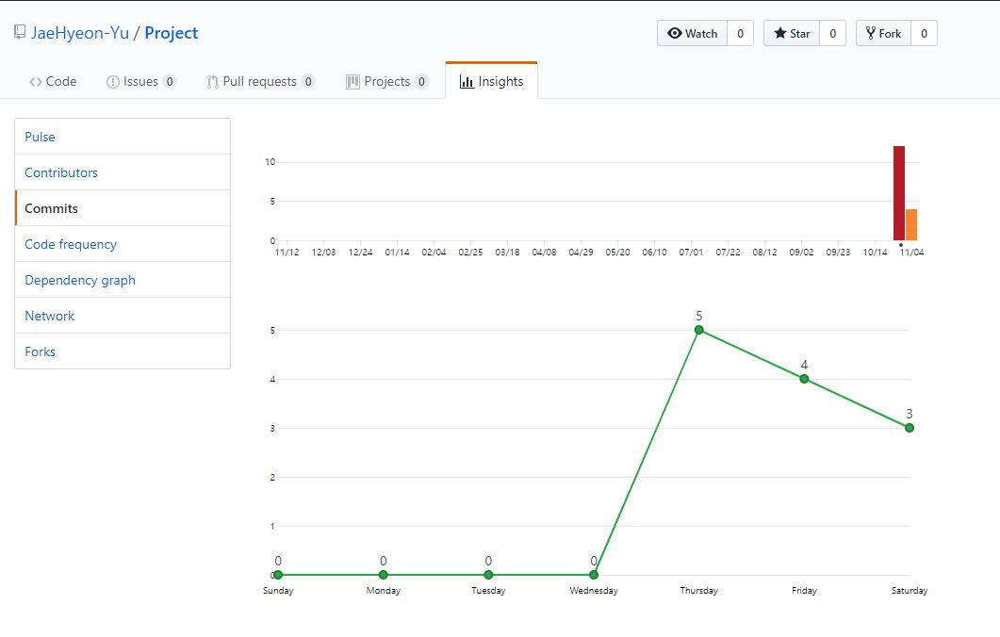 JaeHyeon-Yu / Project
Watch 0 Star 0 Fork 0
Code Issues 0 Pull requests 0 Projects 0 Insights
Pulse
Contributors
Commits
Code frequency
Dependency graph
Network
Forks
10
5
0
11/12 12/03 12/24 01/14 02/04 02/25 03/18 04/08 04/29 05/20 06/10 07/01 07/22 08/12 09/02 09/23 10/14 11/04
5
5
4
4
3
3
2
1
0 0 0 0
0
Sunday Monday Tuesday Wednesday Thursday Friday Saturday